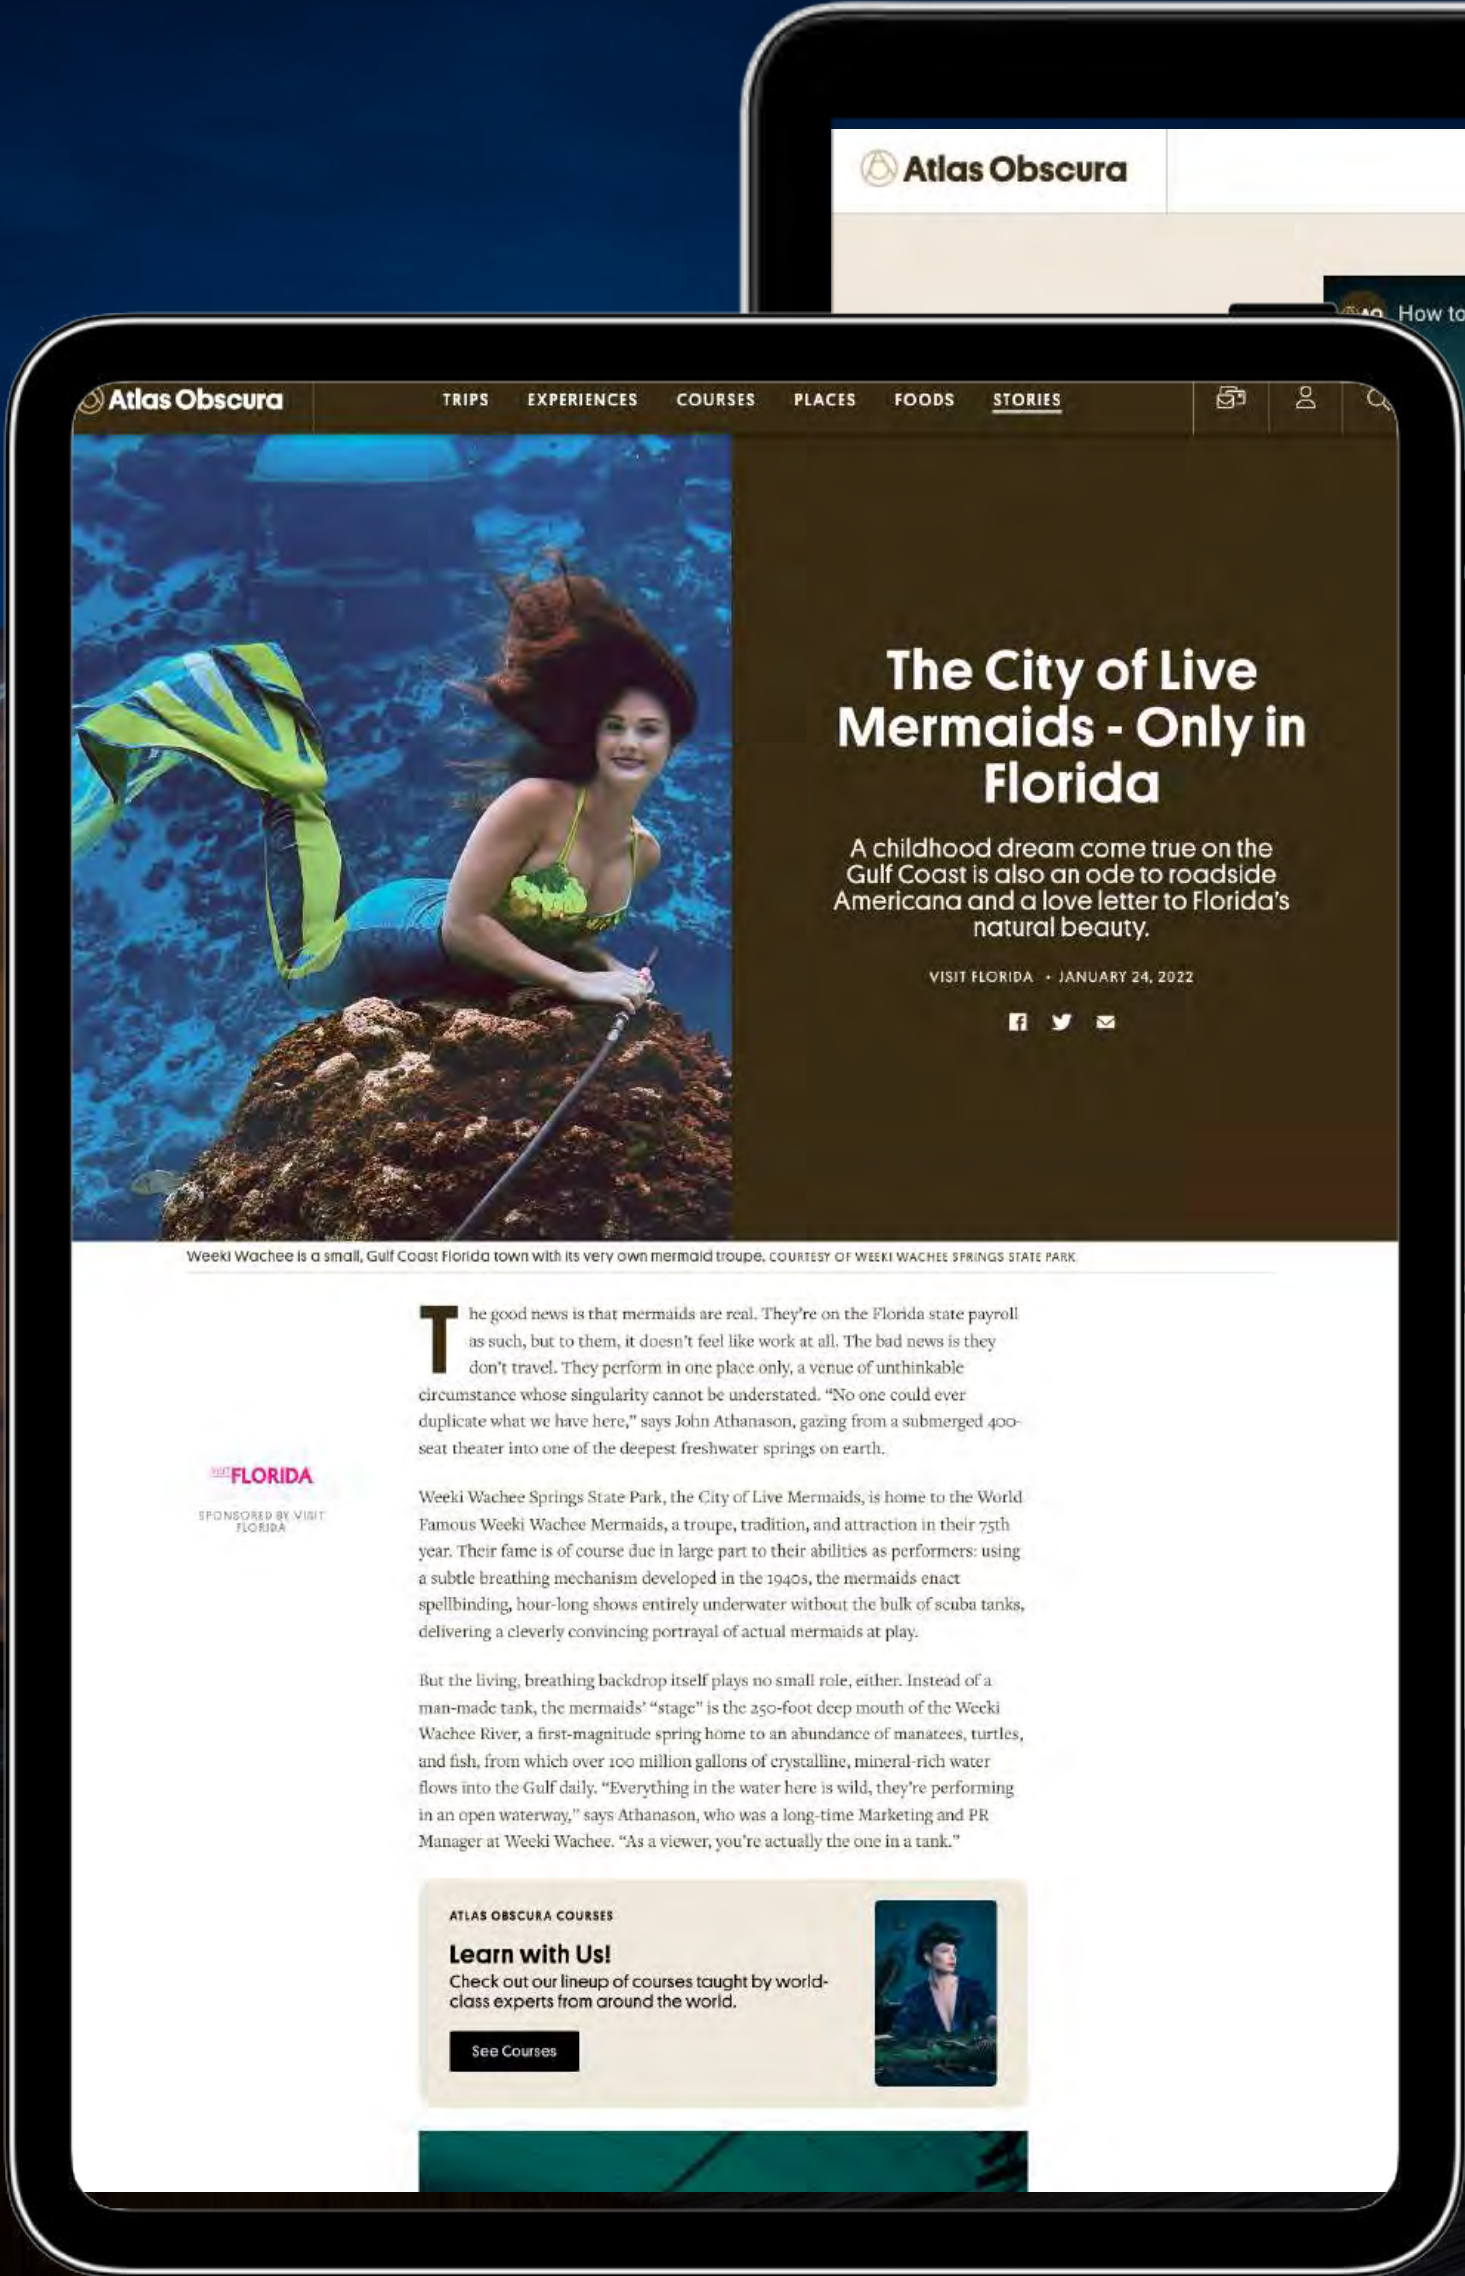 Atlas Obscura
How to
Atlas Obscura
TRIPS EXPERIENCES COURSES PLACES FOODS STORIES
The City of Live
Mermaids - Only in
Florida
A childhood dream come true on the
Gulf Coast is also an ode to roadside
Americana and a love letter to Florida's
natural beauty.
VISIT FLORIDA • JANUARY 24, 2022
Weeki Wachee is a small, Gulf Coast Florida town with its very own mermaid troupe. COURTESY OF WEEKI WACHEE SPRINGS STATE PARK
The good news is that mermaids are real. They're on the Florida state payroll
as such, but to them, it doesn't feel like work at all. The bad news is they
don't travel. They perform in one place only, a venue of unthinkable
circumstance whose singularity cannot be understated. “No one could ever
duplicate what we have here,” says John Athanason, gazing from a submerged 400-
seat theater into one of the deepest freshwater springs on earth.
VISIT FLORIDA
SPONSORED BY VISIT
FLORIDA
Weeki Wachee Springs State Park, the City of Live Mermaids, is home to the World
Famous Weeki Wachee Mermaids, a troupe, tradition, and attraction in their 75th
year. Their fame is of course due in large part to their abilities as performers: using
a subtle breathing mechanism developed in the 1940s, the mermaids enact
spellbinding, hour-long shows entirely underwater without the bulk of scuba tanks,
delivering a cleverly convincing portrayal of actual mermaids at play.
But the living, breathing backdrop itself plays no small role, either. Instead of a
man-made tank, the mermaids' “stage” is the 250-foot deep mouth of the Weeki
Wachee River, a first-magnitude spring home to an abundance of manatees, turtles,
and fish, from which over 100 million gallons of crystalline, mineral-rich water
flows into the Gulf daily. “Everything in the water here is wild, they're performing
in an open waterway,” says Athanason, who was a long-time Marketing and PR
Manager at Weeki Wachee. “As a viewer, you're actually the one in a tank.”
ATLAS OBSCURA COURSES
Learn with Us!
Check out our lineup of courses taught by world-
class experts from around the world.
See Courses